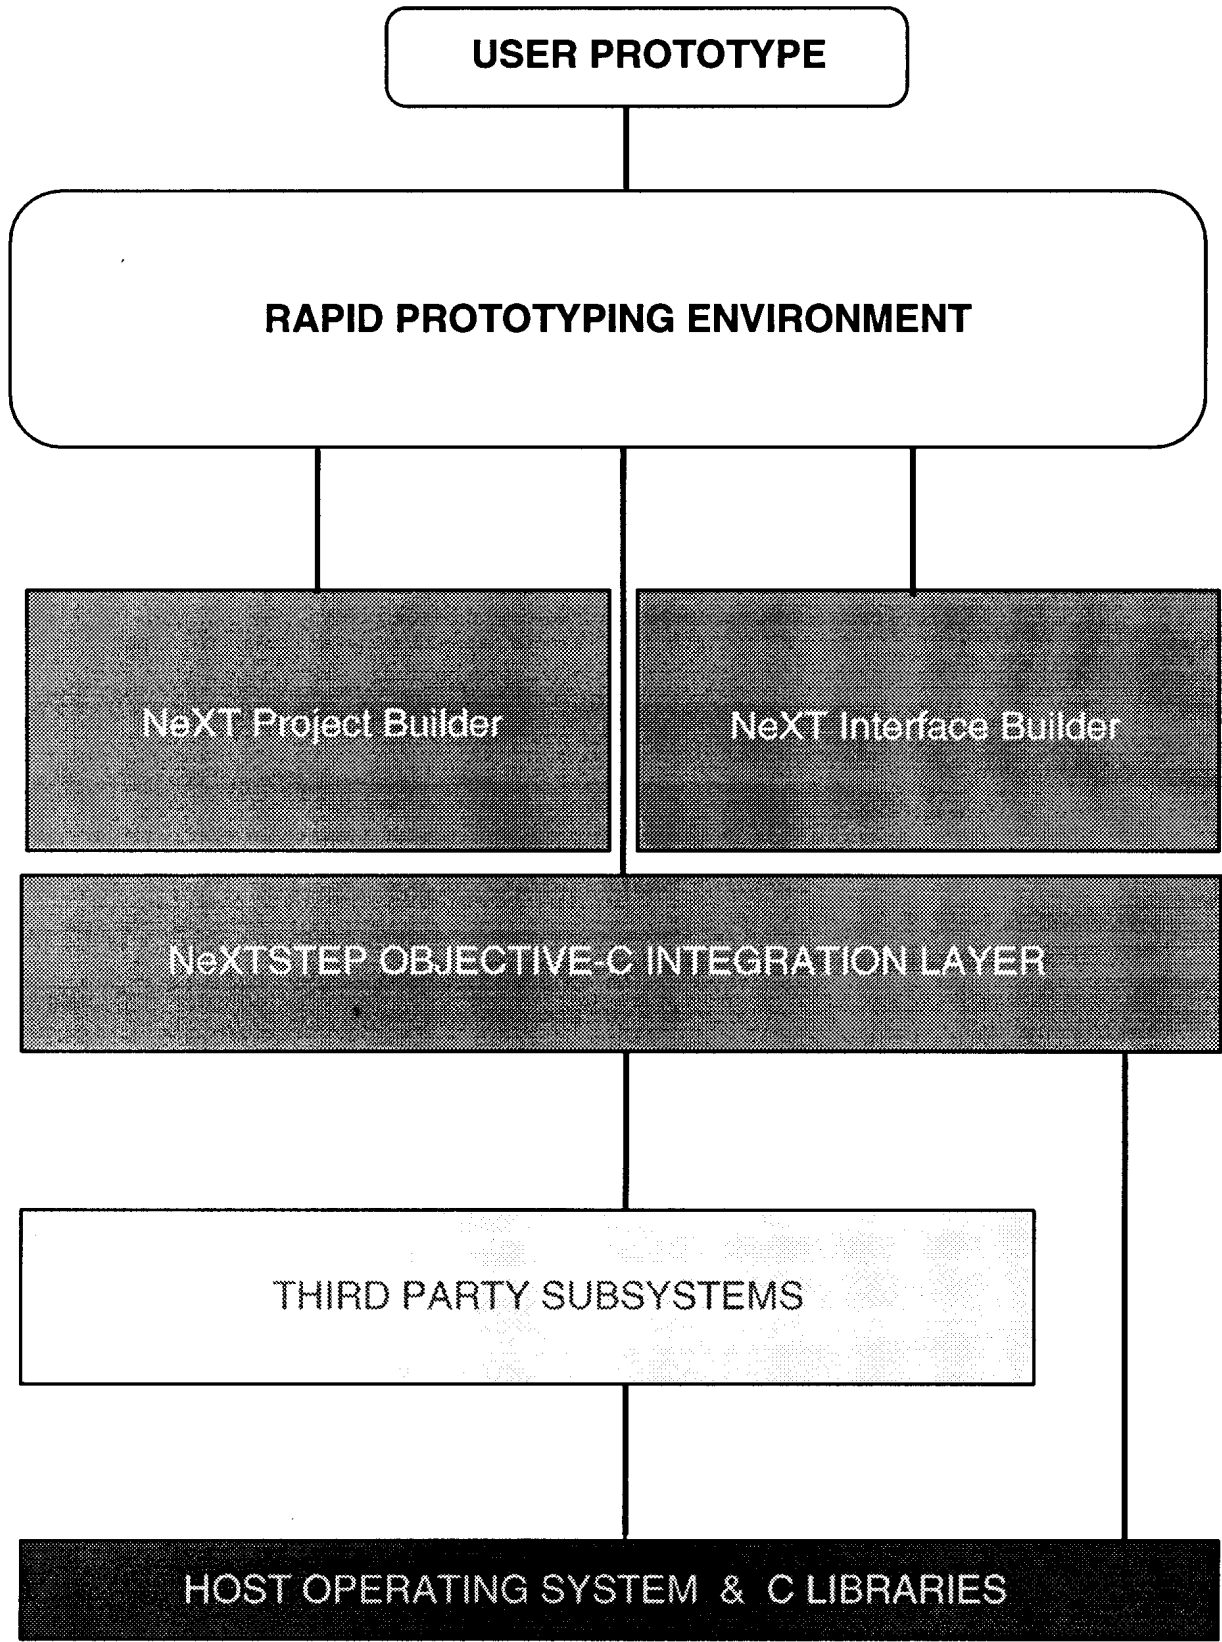 USER PROTOTYPE
RAPID PROTOTYPING ENVIRONMENT
NeXT Project Builder
NeXT Interface Builder
NeXTSTEP OBJECTIVE-C INTEGRATION LAYER
THIRD PARTY SUBSYSTEMS
HOST OPERATING SYSTEM & C LIBRARIES